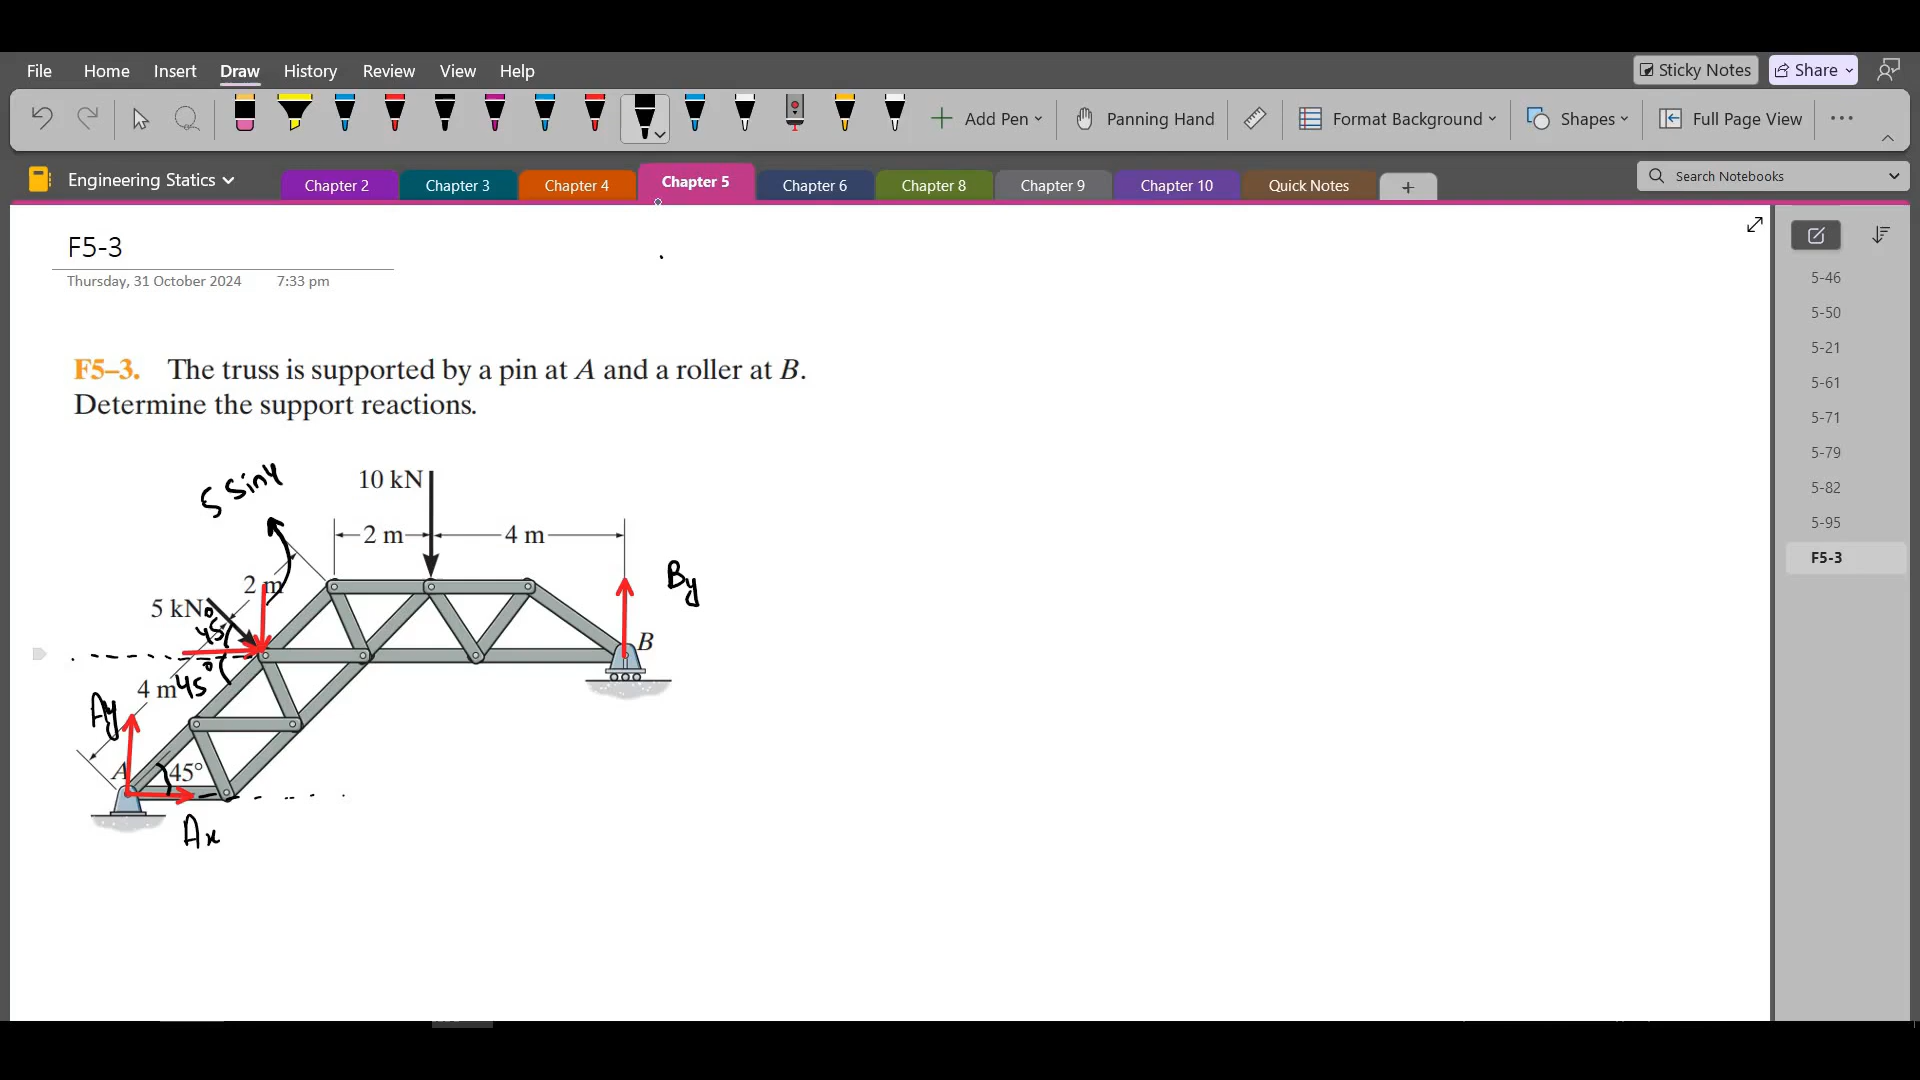 File Home Insert Draw History Review View Help
Sticky Notes Share
Add Pen Panning Hand Format Background Shapes Full Page View
Engineering Statics Chapter 2 Chapter 3 Chapter 4 Chapter 5 Chapter 6 Chapter 8 Chapter 9 Chapter 10 Quick Notes + Search Notebooks
F5-3
Thursday, 31 October 2024 7:33 pm
F5–3. The truss is supported by a pin at A and a roller at B.
Determine the support reactions.
5 Sin4
10 kN
2 m 4 m
2 m
By
5 kN
45°
B
45°
4 m
Ay
A
45°
Ax
5-46
5-50
5-21
5-61
5-71
5-79
5-82
5-95
F5-3